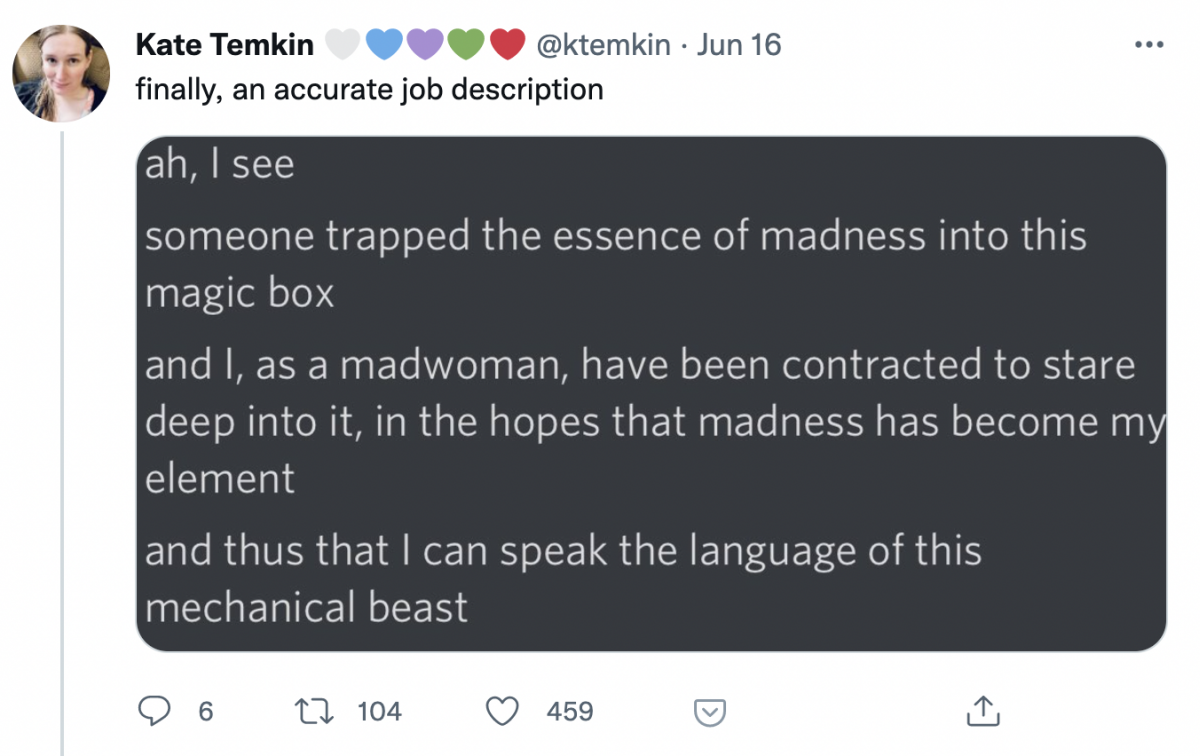 Kate Temkin 🤍💙💜💚❤️ @ktemkin · Jun 16
finally, an accurate job description
ah, I see
someone trapped the essence of madness into this
magic box
and I, as a madwoman, have been contracted to stare
deep into it, in the hopes that madness has become my
element
and thus that I can speak the language of this
mechanical beast
6 104 459